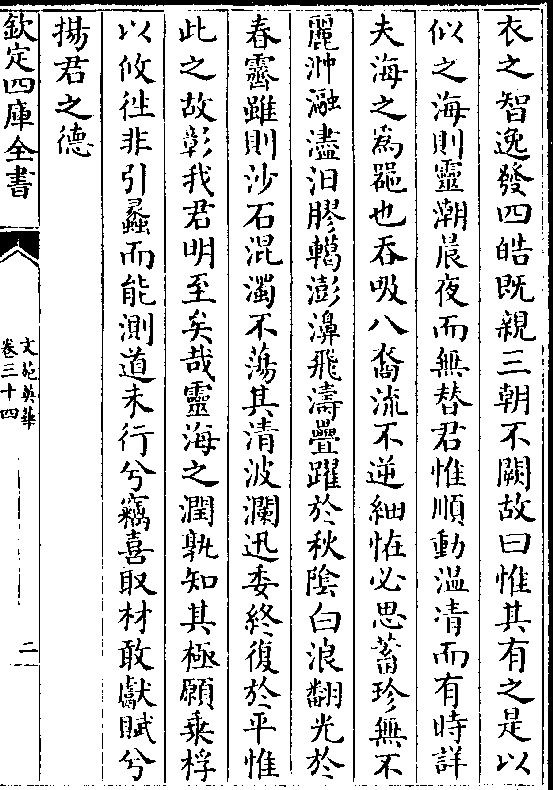 衣之智逸發四皓既親三朝不闕故曰惟其有之是以
似之海則靈潮晨夜而無替君惟順動溫凊而有時詳
夫海之為器也吞吸八裔流不逆細恠必思蓄珍無不
麗沖瀜濜汩膠轕澎濞飛濤疊躍於秋陰白浪翻光於
春霽雖則沙石混濁不蕩其清波瀾迅委終復於平惟
此之故彰我君明至矣哉靈海之潤孰知其極願乗桴
以攸徃非引蠡而能測道未行兮竊喜取材敢獻賦兮
揚君之德
欽定四庫全書
文苑英華
卷三十四
二